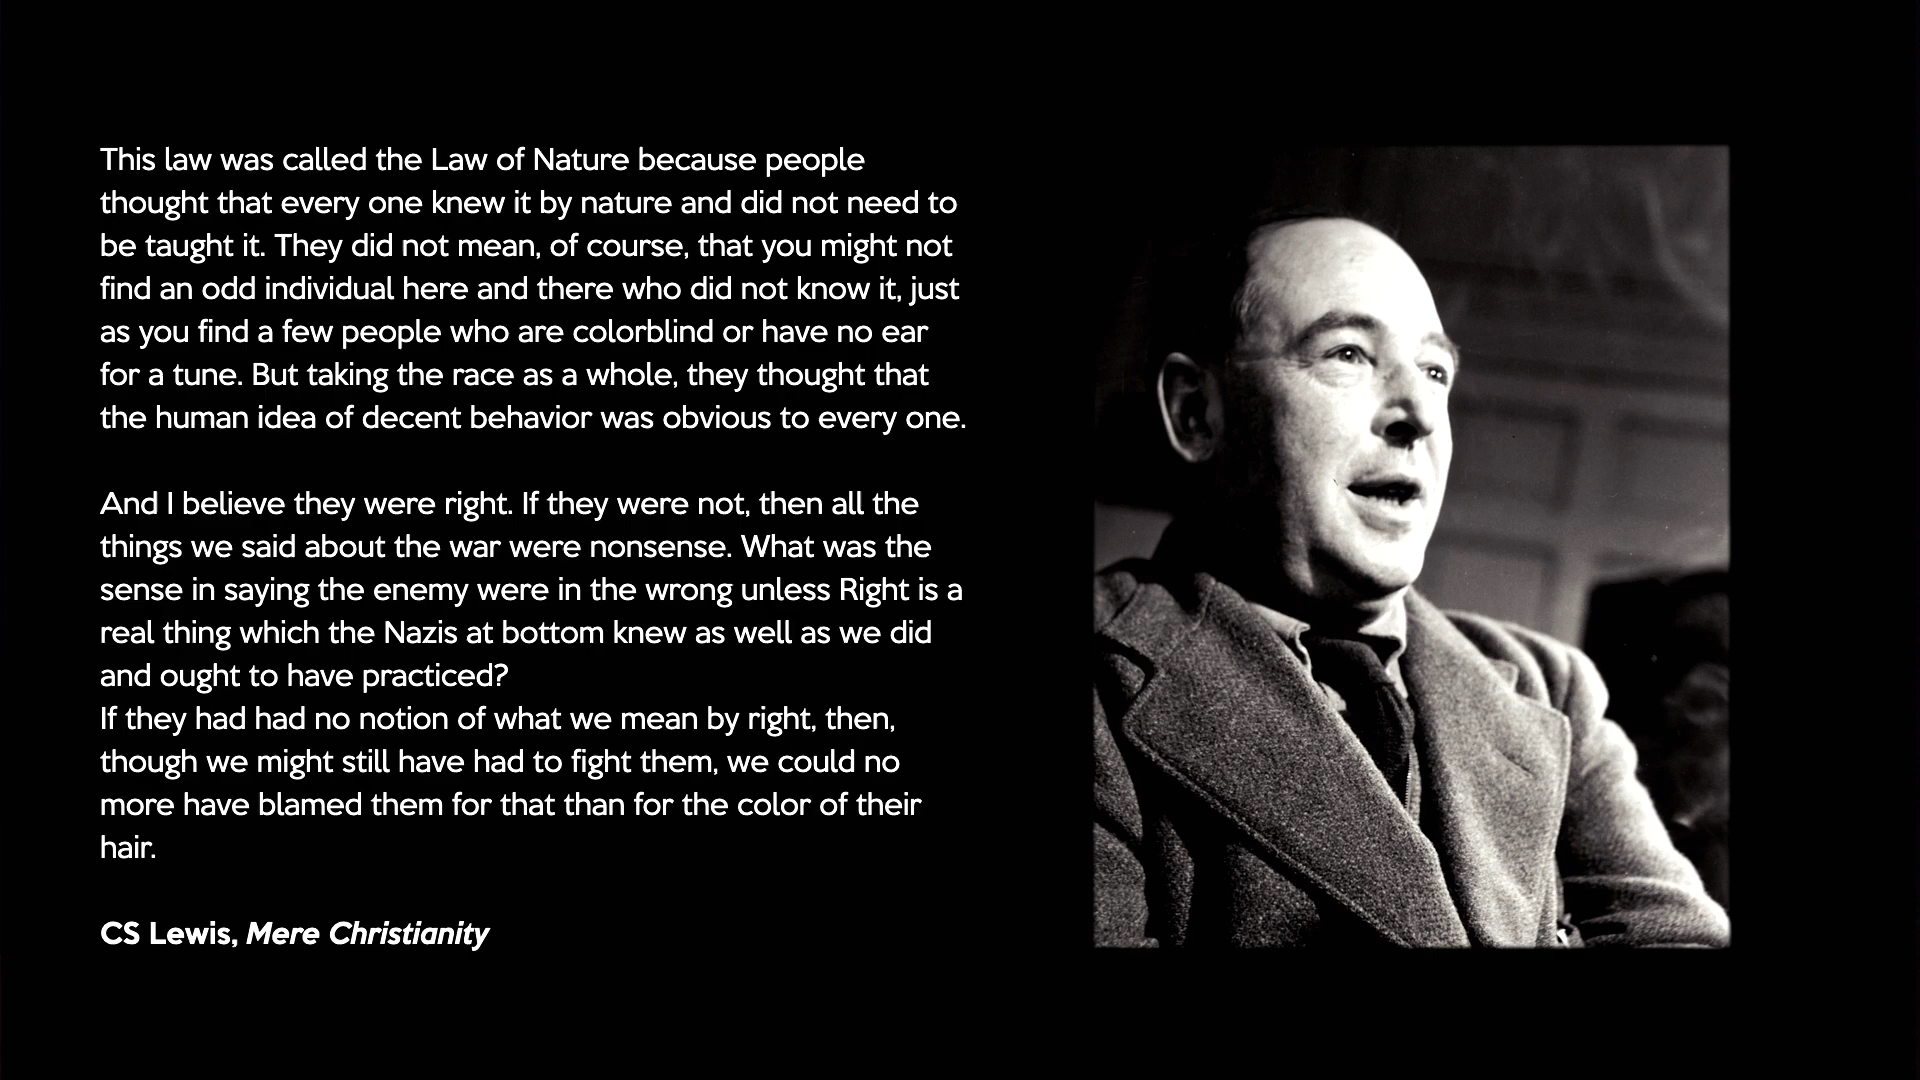 This law was called the Law of Nature because people
thought that every one knew it by nature and did not need to
be taught it. They did not mean, of course, that you might not
find an odd individual here and there who did not know it, just
as you find a few people who are colorblind or have no ear
for a tune. But taking the race as a whole, they thought that
the human idea of decent behavior was obvious to every one.
And I believe they were right. If they were not, then all the
things we said about the war were nonsense. What was the
sense in saying the enemy were in the wrong unless Right is a
real thing which the Nazis at bottom knew as well as we did
and ought to have practiced?
If they had had no notion of what we mean by right, then,
though we might still have had to fight them, we could no
more have blamed them for that than for the color of their
hair.
CS Lewis, Mere Christianity